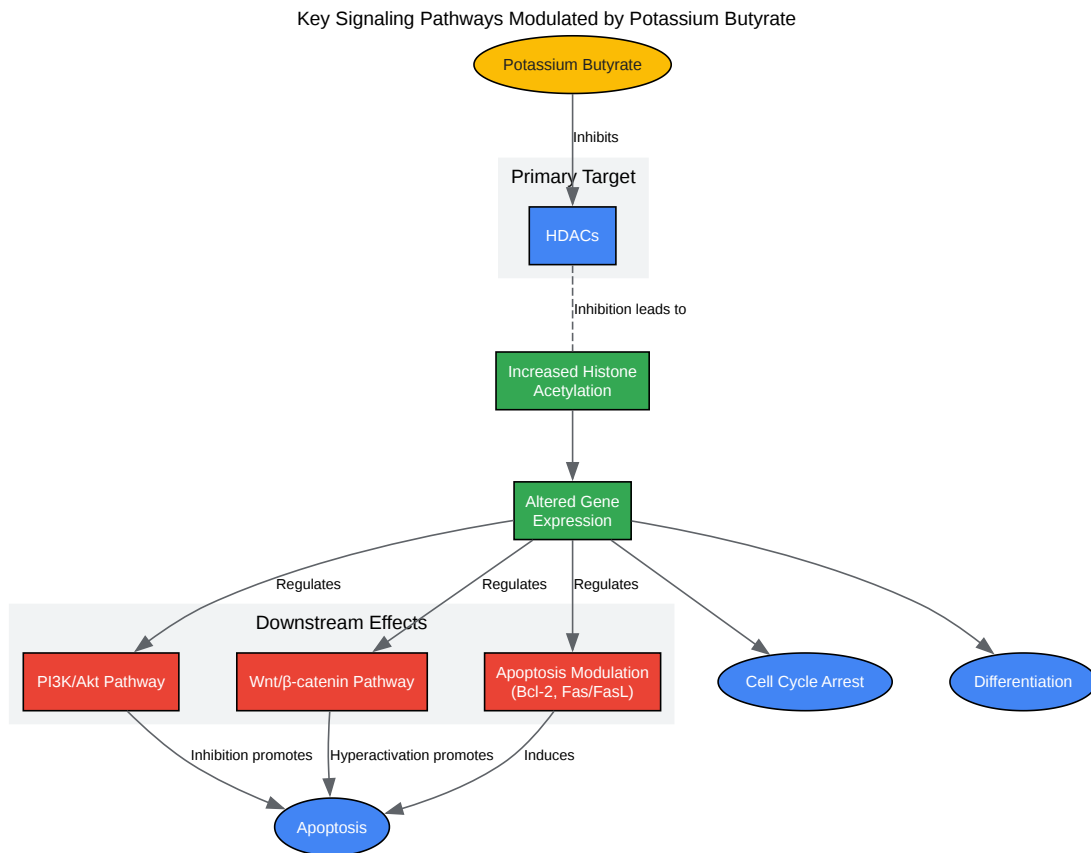 Key Signaling Pathways Modulated by Potassium Butyrate
Potassium Butyrate
Inhibits
Primary Target
HDACs
Inhibition leads to
Increased Histone
Acetylation
Altered Gene
Expression
Regulates
Regulates
Regulates
Downstream Effects
PI3K/Akt Pathway
Wnt/β-catenin Pathway
Apoptosis Modulation
(Bcl-2, Fas/FasL)
Cell Cycle Arrest
Differentiation
Inhibition promotes
Hyperactivation promotes
Induces
Apoptosis